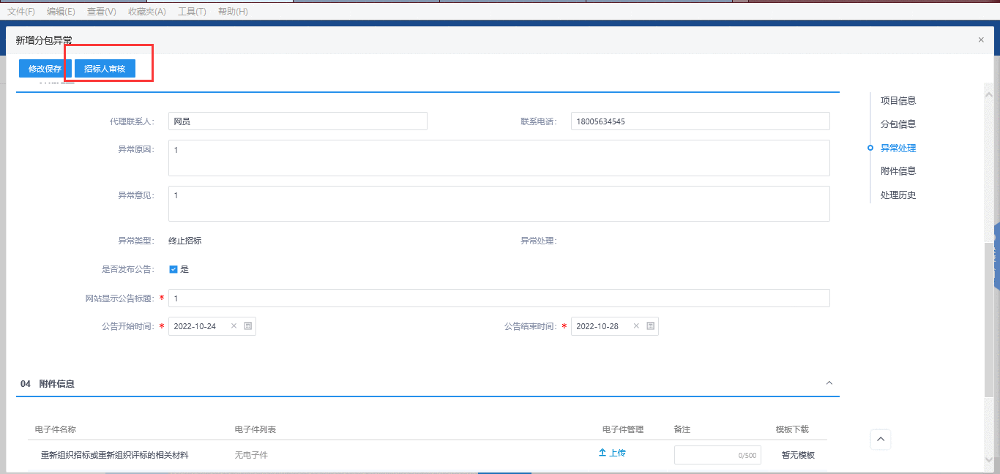 文件(F) 编辑(E) 查看(V) 收藏夹(A) 工具(T) 帮助(H)
新增分包异常
修改保存 招标人审核
代理联系人： 网员 联系电话： 18005634545
异常原因： 1
异常意见： 1
异常类型： 终止招标 异常处理：
是否发布公告： 是
网站显示公告标题： * 1
公告开始时间： * 2022-10-24 公告结束时间： * 2022-10-28
项目信息
分包信息
异常处理
附件信息
处理历史
04 附件信息
电子件名称 电子件列表 电子件管理 备注 模板下载
重新组织招标或重新组织评标的相关材料 无电子件 上传 0/500 暂无模板